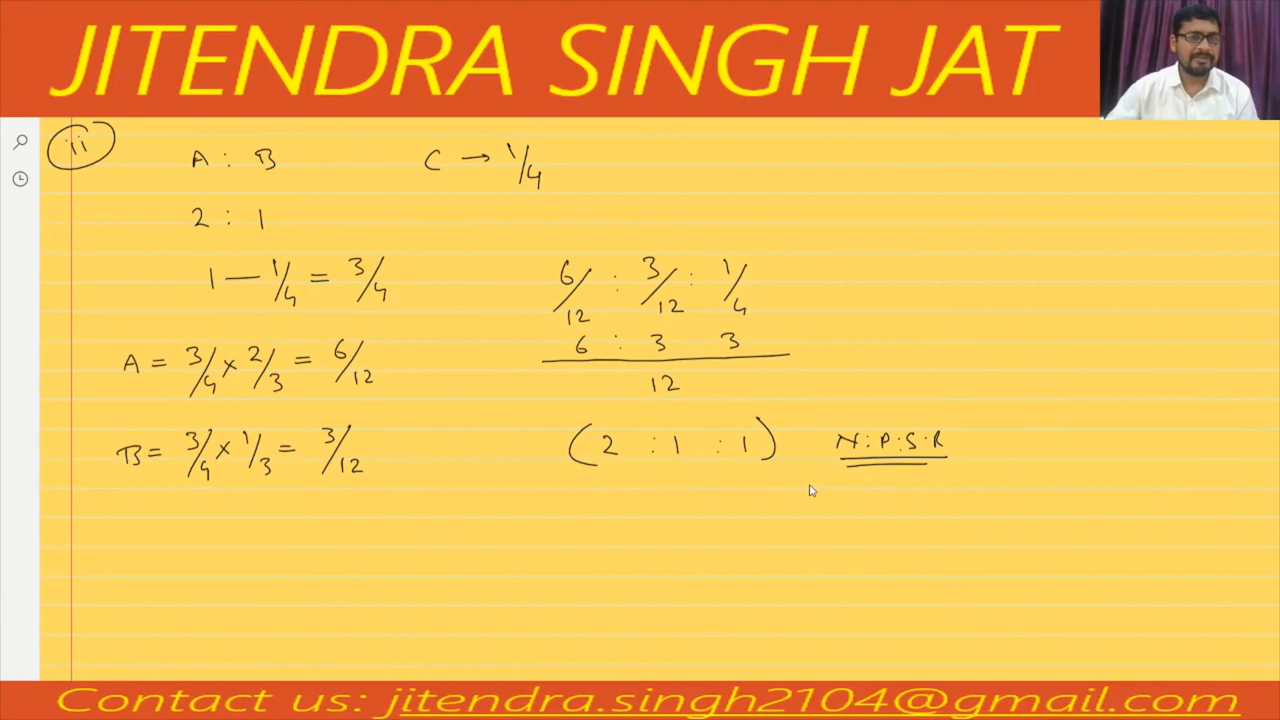 JITENDRA SINGH JAT
ii
A : B
C → 1/4
2 : 1
1 — 1/4 = 3/4
A = 3/4 × 2/3 = 6/12
B = 3/4 × 1/3 = 3/12
6/12 : 3/12 : 1/4
6 : 3 3
12
(2 : 1 : 1)
N:P:S·R
Contact us: jitendra.singh2104@gmail.com